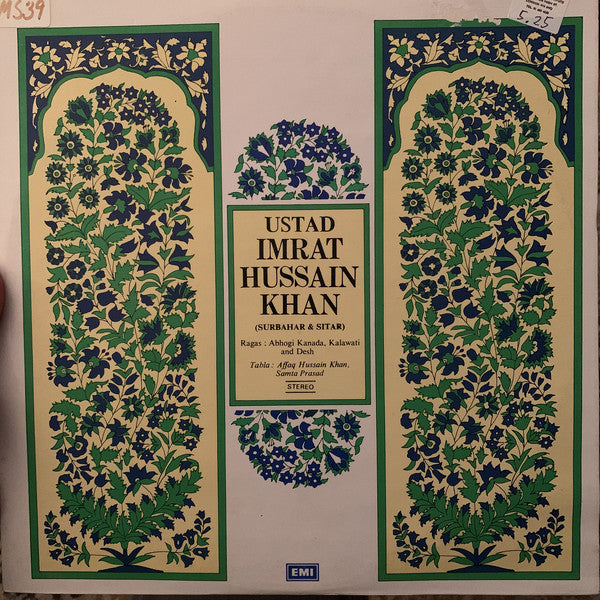 MS39
5.25
USTAD
IMRAT
HUSSAIN
KHAN
(SURBAHAR & SITAR)
Ragas : Abhogi Kanada, Kalawati
and Desh
Tabla : Affaq Hussain Khan,
Samta Prasad
STEREO
EMI